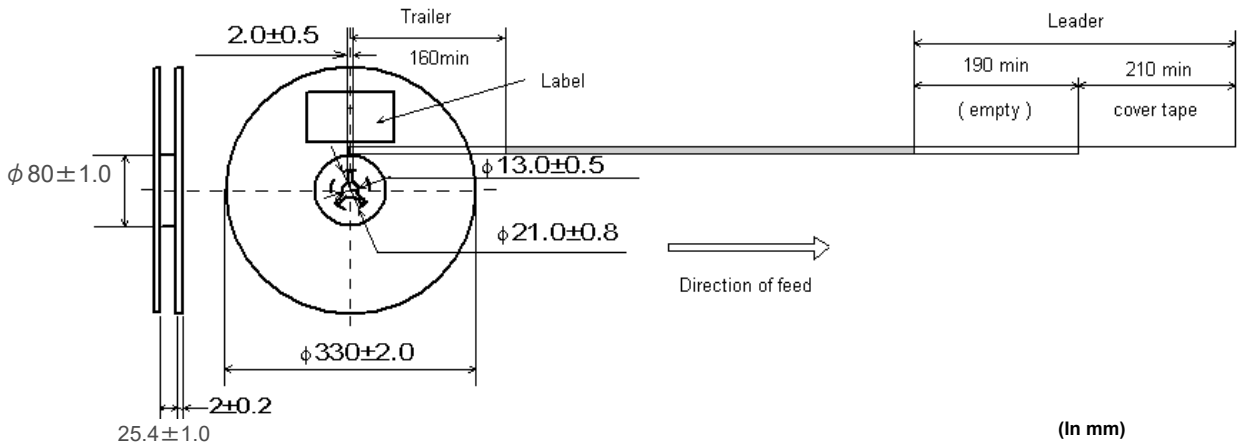 Trailer
Leader
2.0±0.5
160min
190 min
210 min
Label
( empty )
cover tape
ϕ80±1.0
ϕ13.0±0.5
ϕ21.0±0.8
Direction of feed
ϕ330±2.0
2±0.2
25.4±1.0
(In mm)